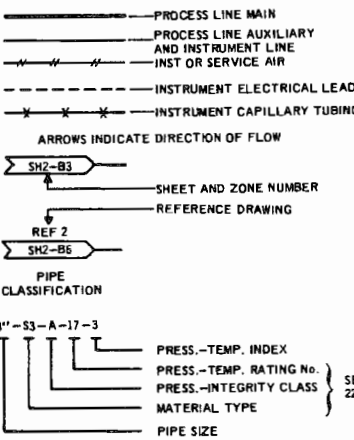 PROCESS LINE MAIN
PROCESS LINE AUXILIARY
AND INSTRUMENT LINE
INST OR SERVICE AIR
INSTRUMENT ELECTRICAL LEAD
INSTRUMENT CAPILLARY TUBING
ARROWS INDICATE DIRECTION OF FLOW
SH2-B3
SHEET AND ZONE NUMBER
REFERENCE DRAWING
REF 2
SH2-B6
PIPE
CLASSIFICATION
"-S3-A-17-3
PRESS.-TEMP. INDEX
PRESS.-TEMP. RATING No.
PRESS.-INTEGRITY CLASS
MATERIAL TYPE
PIPE SIZE